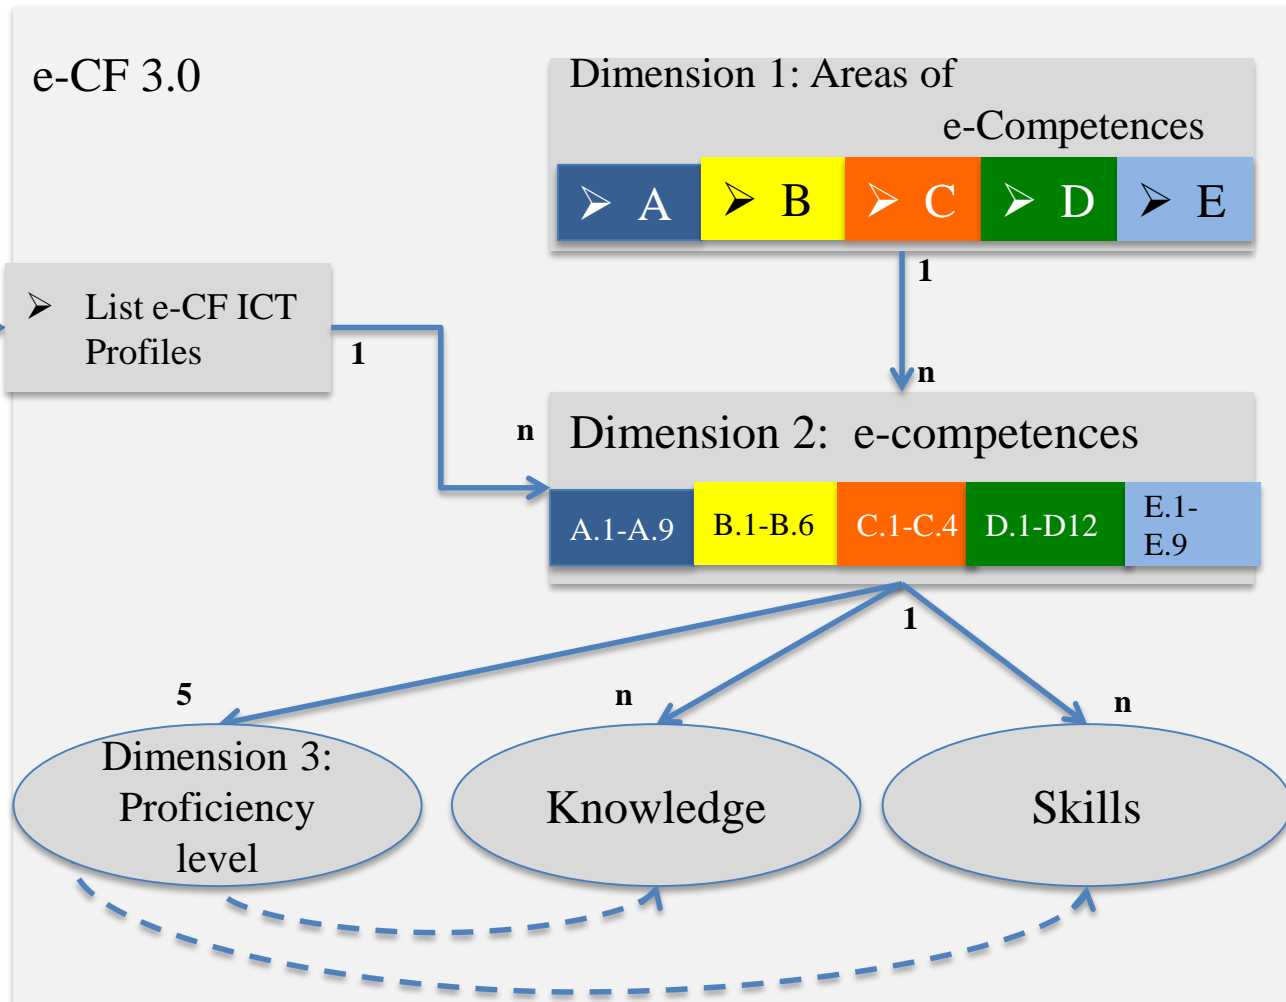 e-CF 3.0
Dimension 1: Areas of
e-Competences
➢ A
➢ B
➢ C
➢ D
➢ E
1
n
➢ List e-CF ICT
Profiles
1
n
Dimension 2: e-competences
A.1-A.9
B.1-B.6
C.1-C.4
D.1-D12
E.1-
E.9
1
5
n
n
Dimension 3:
Proficiency
level
Knowledge
Skills